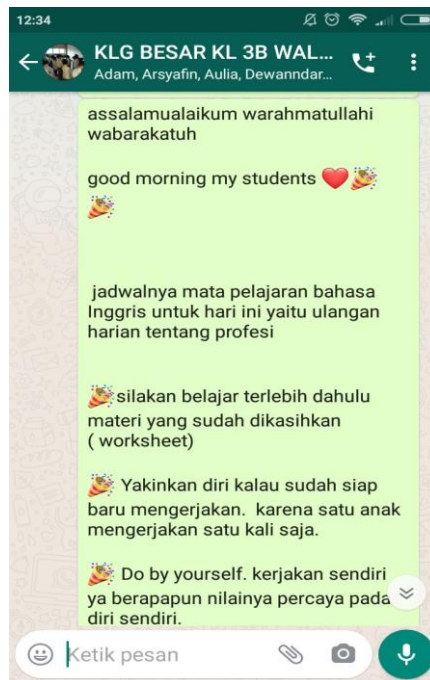 12:34
KLG BESAR KL 3B WAL...
Adam, Arsyafin, Aulia, Dewanndar...
assalamualaikum warahmatullahi
wabarakatuh
good morning my students ❤️🎉
🎉
jadwalnya mata pelajaran bahasa
Inggris untuk hari ini yaitu ulangan
harian tentang profesi
🎉silakan belajar terlebih dahulu
materi yang sudah dikasihkan
( worksheet)
🎉 Yakinkan diri kalau sudah siap
baru mengerjakan. karena satu anak
mengerjakan satu kali saja.
🎉 Do by yourself. kerjakan sendiri
ya berapapun nilainya percaya pada
diri sendiri.
Ketik pesan